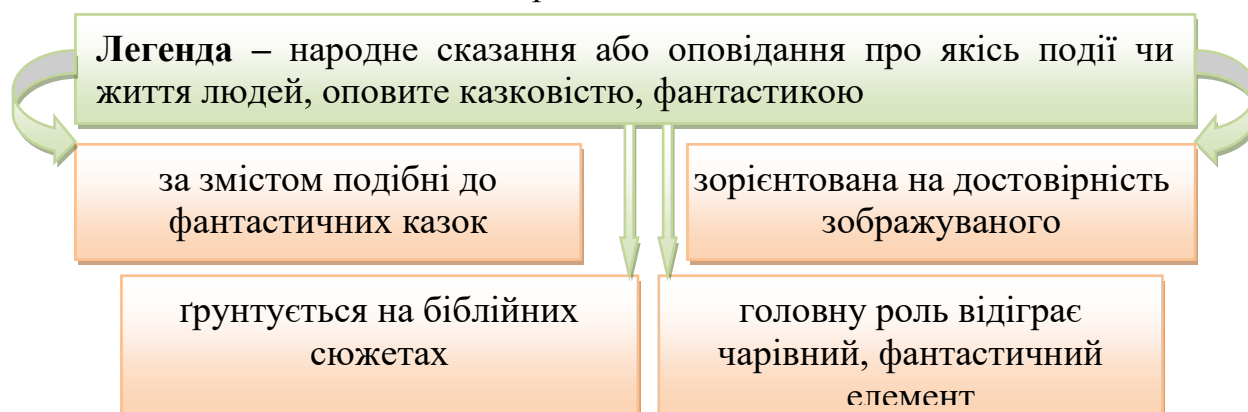 Легенда – народне сказання або оповідання про якісь події чи
життя людей, оповите казковістю, фантастикою
за змістом подібні до
фантастичних казок
зорієнтована на достовірність
зображуваного
ґрунтується на біблійних
сюжетах
головну роль відіграє
чарівний, фантастичний
елемент